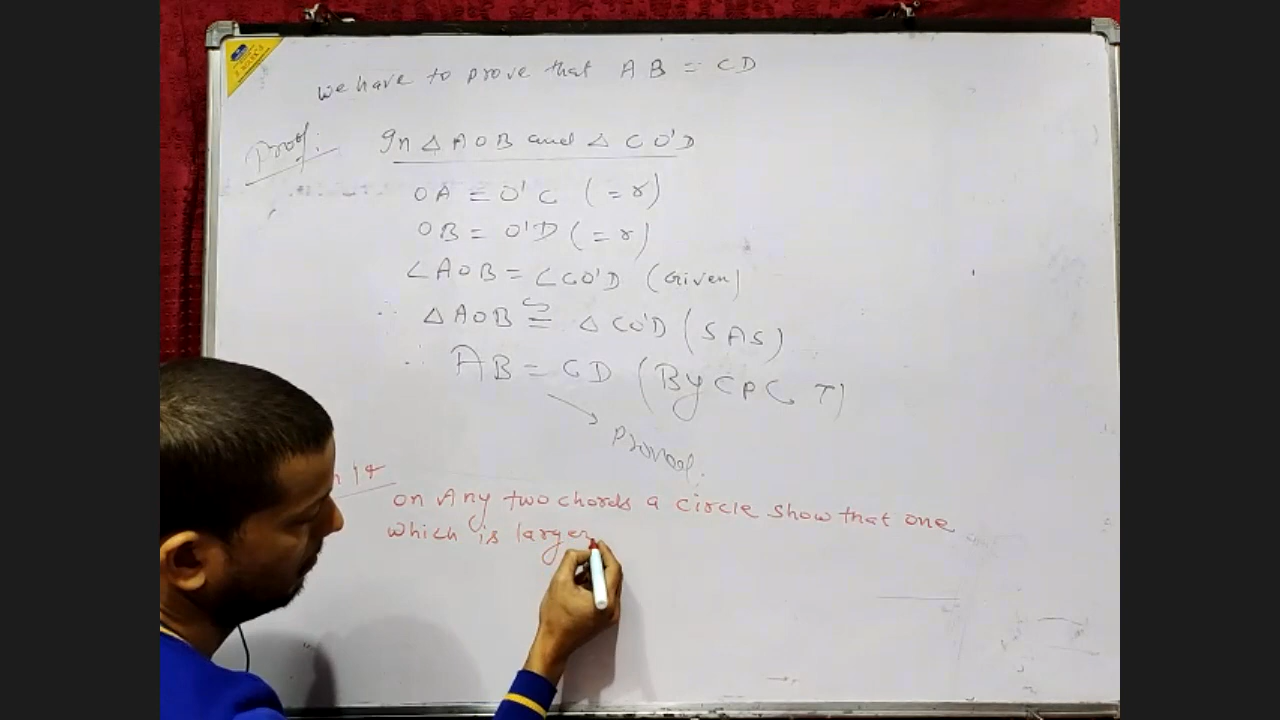 we have to prove that AB = CD
Proof:
In △AOB and △CO'D
OA = O'C (=r)
OB = O'D (=r)
∠AOB = ∠CO'D (Given)
∴ △AOB ≅ △CO'D (SAS)
∴ AB = CD (By CPCT)
Proved.
14
on Any two chords a circle show that one
which is larger